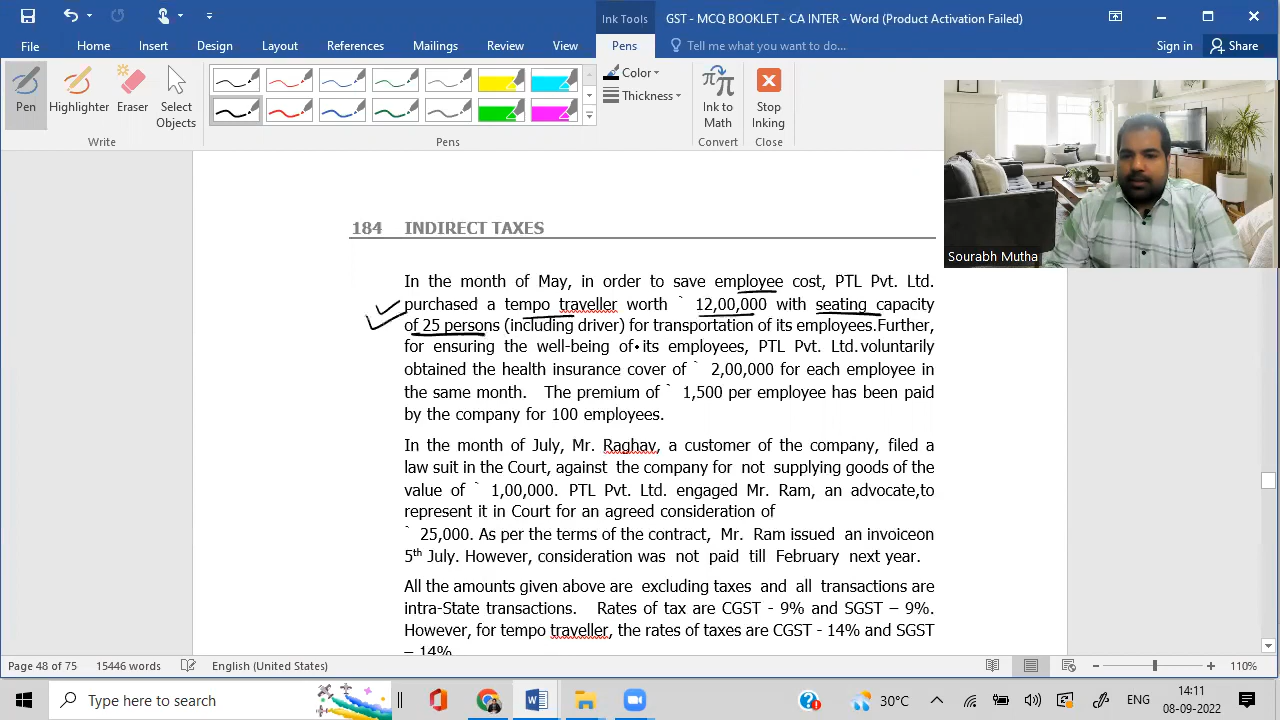 GST - MCQ BOOKLET - CA INTER - Word (Product Activation Failed)
Ink Tools
File Home Insert Design Layout References Mailings Review View Pens Tell me what you want to do... Sign in Share
Pen Highlighter Eraser Select Objects
Color
Thickness
Ink to Math
Stop Inking
Write Pens Convert Close
Sourabh Mutha
184 INDIRECT TAXES
In the month of May, in order to save employee cost, PTL Pvt. Ltd.
purchased a tempo traveller worth ` 12,00,000 with seating capacity
of 25 persons (including driver) for transportation of its employees.Further,
for ensuring the well-being of its employees, PTL Pvt. Ltd.voluntarily
obtained the health insurance cover of ` 2,00,000 for each employee in
the same month. The premium of ` 1,500 per employee has been paid
by the company for 100 employees.
In the month of July, Mr. Raghav, a customer of the company, filed a
law suit in the Court, against the company for not supplying goods of the
value of ` 1,00,000. PTL Pvt. Ltd. engaged Mr. Ram, an advocate,to
represent it in Court for an agreed consideration of
` 25,000. As per the terms of the contract, Mr. Ram issued an invoiceon
5th July. However, consideration was not paid till February next year.
All the amounts given above are excluding taxes and all transactions are
intra-State transactions. Rates of tax are CGST - 9% and SGST – 9%.
However, for tempo traveller, the rates of taxes are CGST - 14% and SGST
– 14%
Page 48 of 75 15446 words English (United States) 110%
Type here to search
30°C
ENG
14:11
08-09-2022